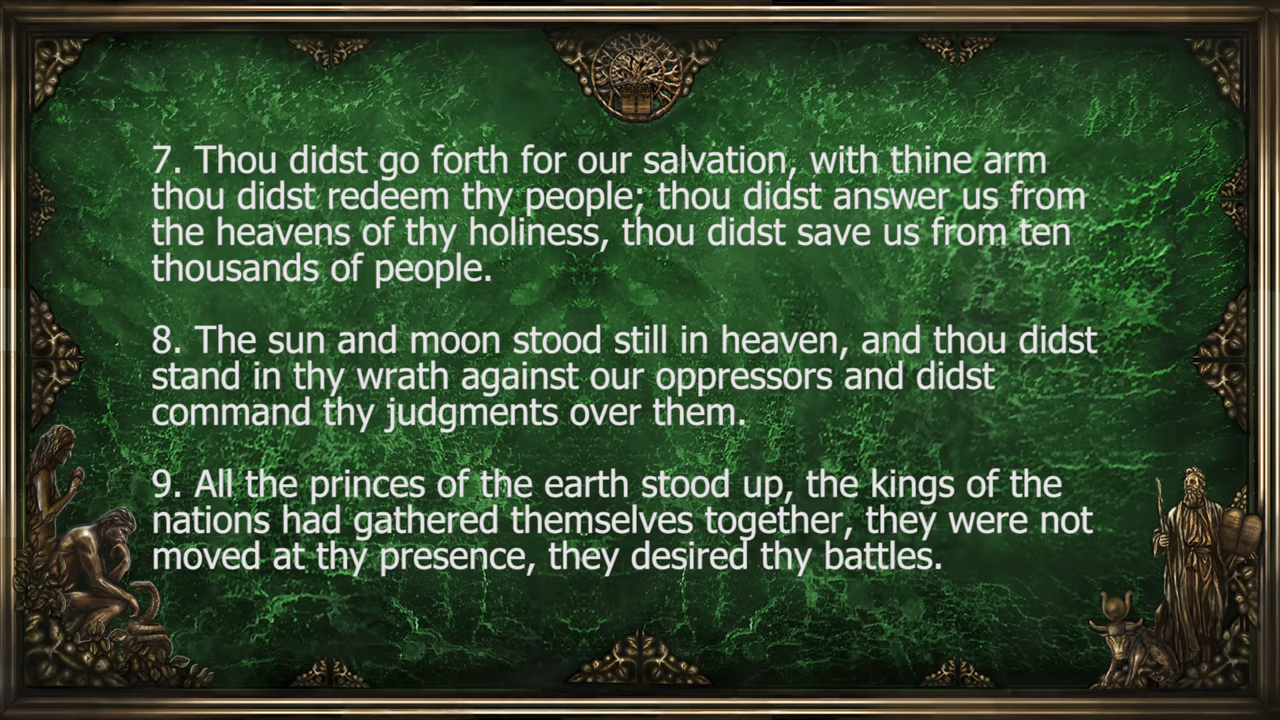 7. Thou didst go forth for our salvation, with thine arm
thou didst redeem thy people; thou didst answer us from
the heavens of thy holiness, thou didst save us from ten
thousands of people.
8. The sun and moon stood still in heaven, and thou didst
stand in thy wrath against our oppressors and didst
command thy judgments over them.
9. All the princes of the earth stood up, the kings of the
nations had gathered themselves together, they were not
moved at thy presence, they desired thy battles.